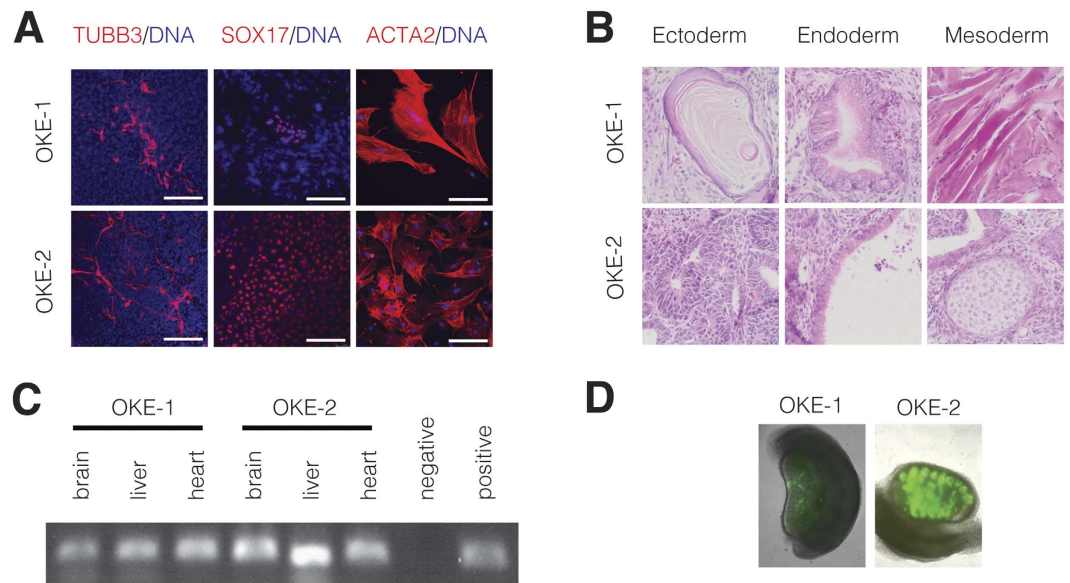 A
TUBB3/DNA SOX17/DNA ACTA2/DNA
OKE-1
OKE-2
B
Ectoderm Endoderm Mesoderm
OKE-1
OKE-2
C
OKE-1 OKE-2
brain liver heart brain liver heart negative positive
D
OKE-1 OKE-2